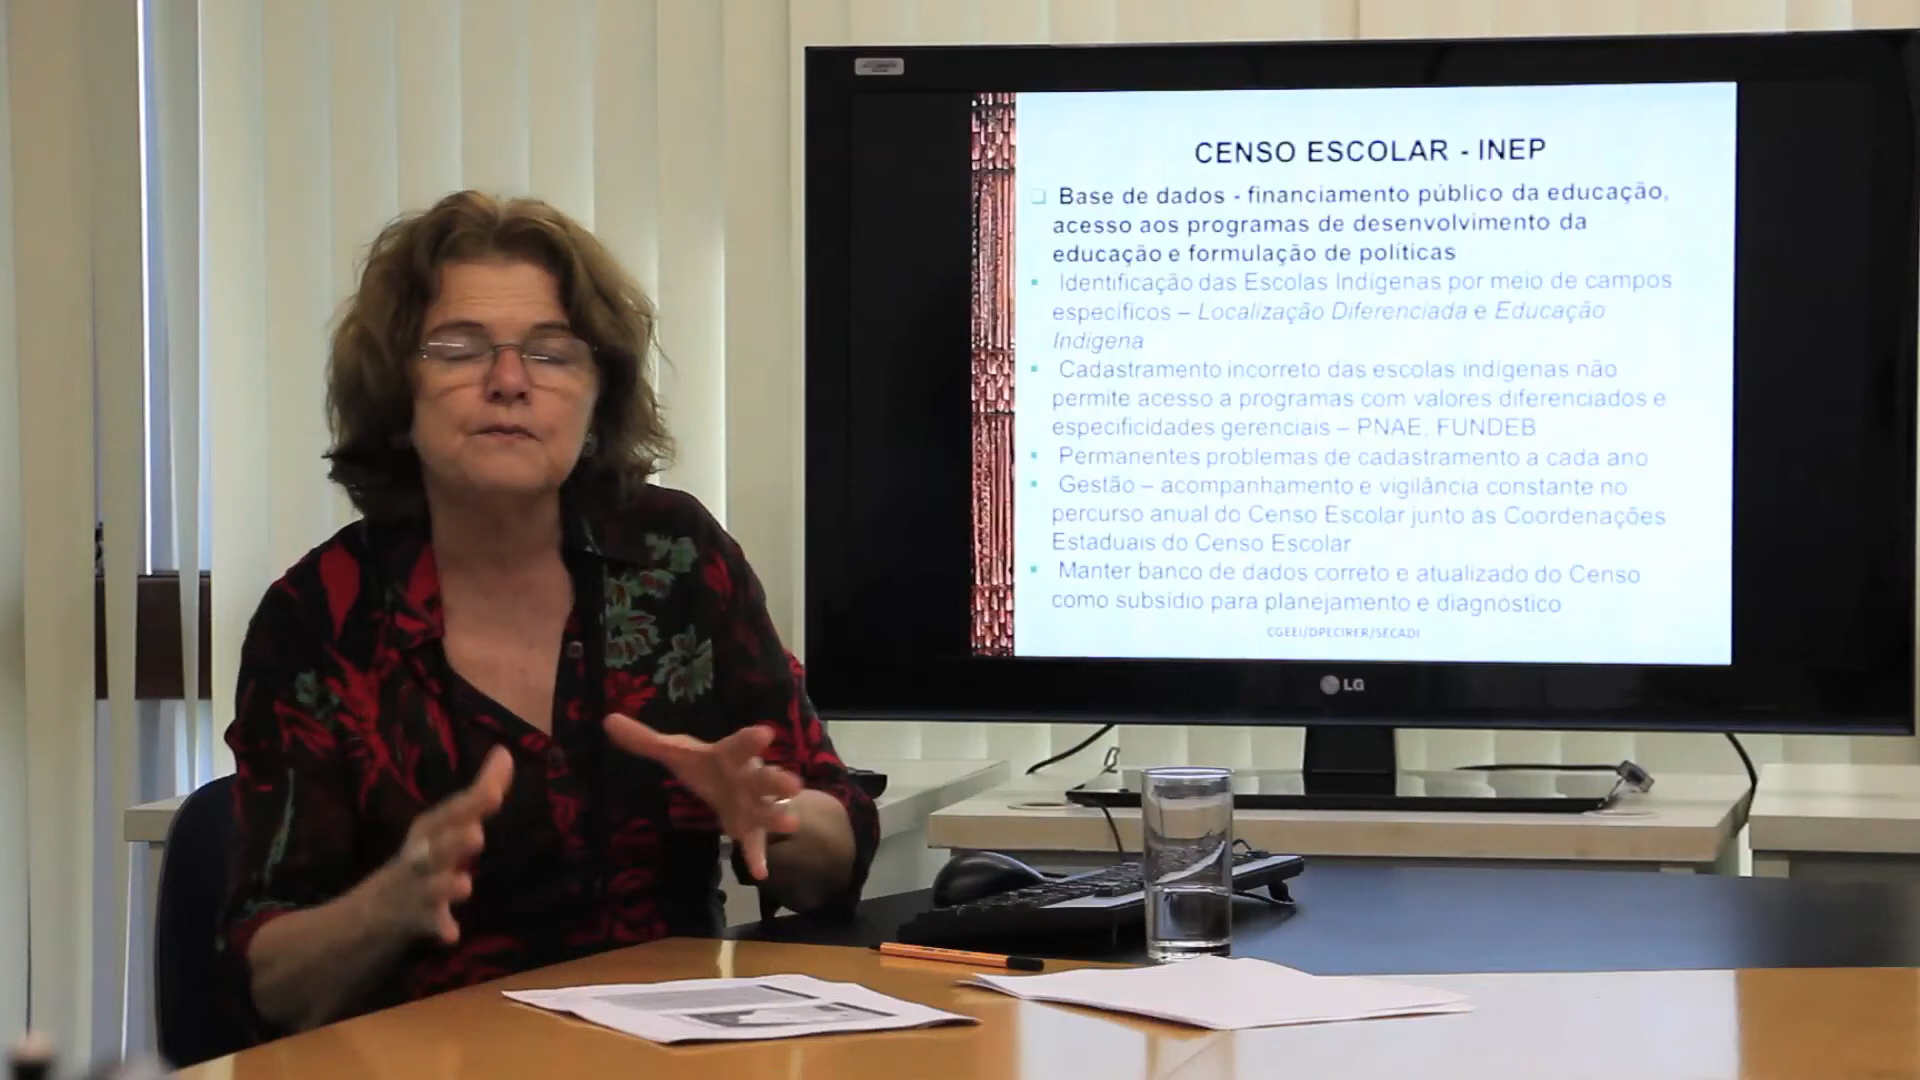 CENSO ESCOLAR - INEP
Base de dados - financiamento público da educação,
acesso aos programas de desenvolvimento da
educação e formulação de políticas
Identificação das Escolas Indígenas por meio de campos
específicos – Localização Diferenciada e Educação
Indígena
Cadastramento incorreto das escolas indígenas não
permite acesso a programas com valores diferenciados e
especificidades gerenciais – PNAE, FUNDEB
Permanentes problemas de cadastramento a cada ano
Gestão – acompanhamento e vigilância constante no
percurso anual do Censo Escolar junto às Coordenações
Estaduais do Censo Escolar
Manter banco de dados correto e atualizado do Censo
como subsídio para planejamento e diagnóstico
CGEEI/DPECIRER/SECADI
LG